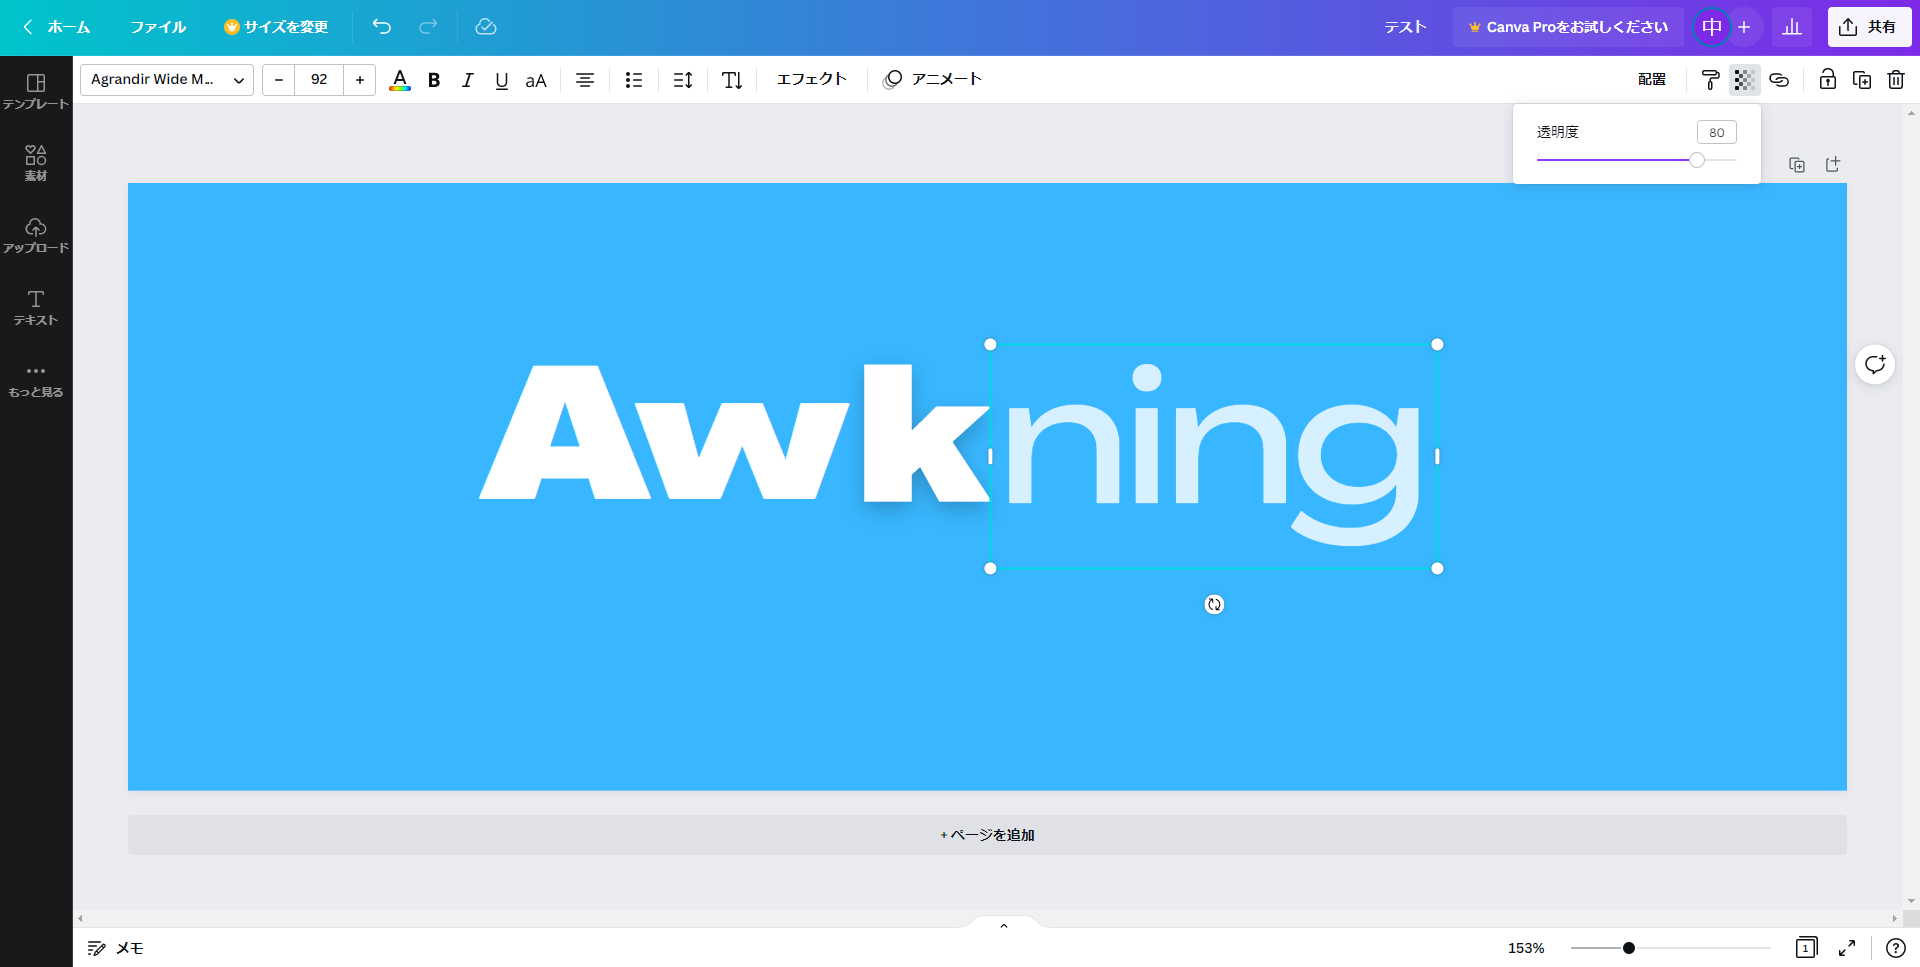 ホーム ファイル サイズを変更 テスト Canva Proをお試しください 中 + 共有
Agrandir Wide M... − 92 + A B I U aA エフェクト アニメート 配置
透明度 80
テンプレート
素材
アップロード
テキスト
もっと見る
Awkning
+ ページを追加
メモ 153% 1 ?